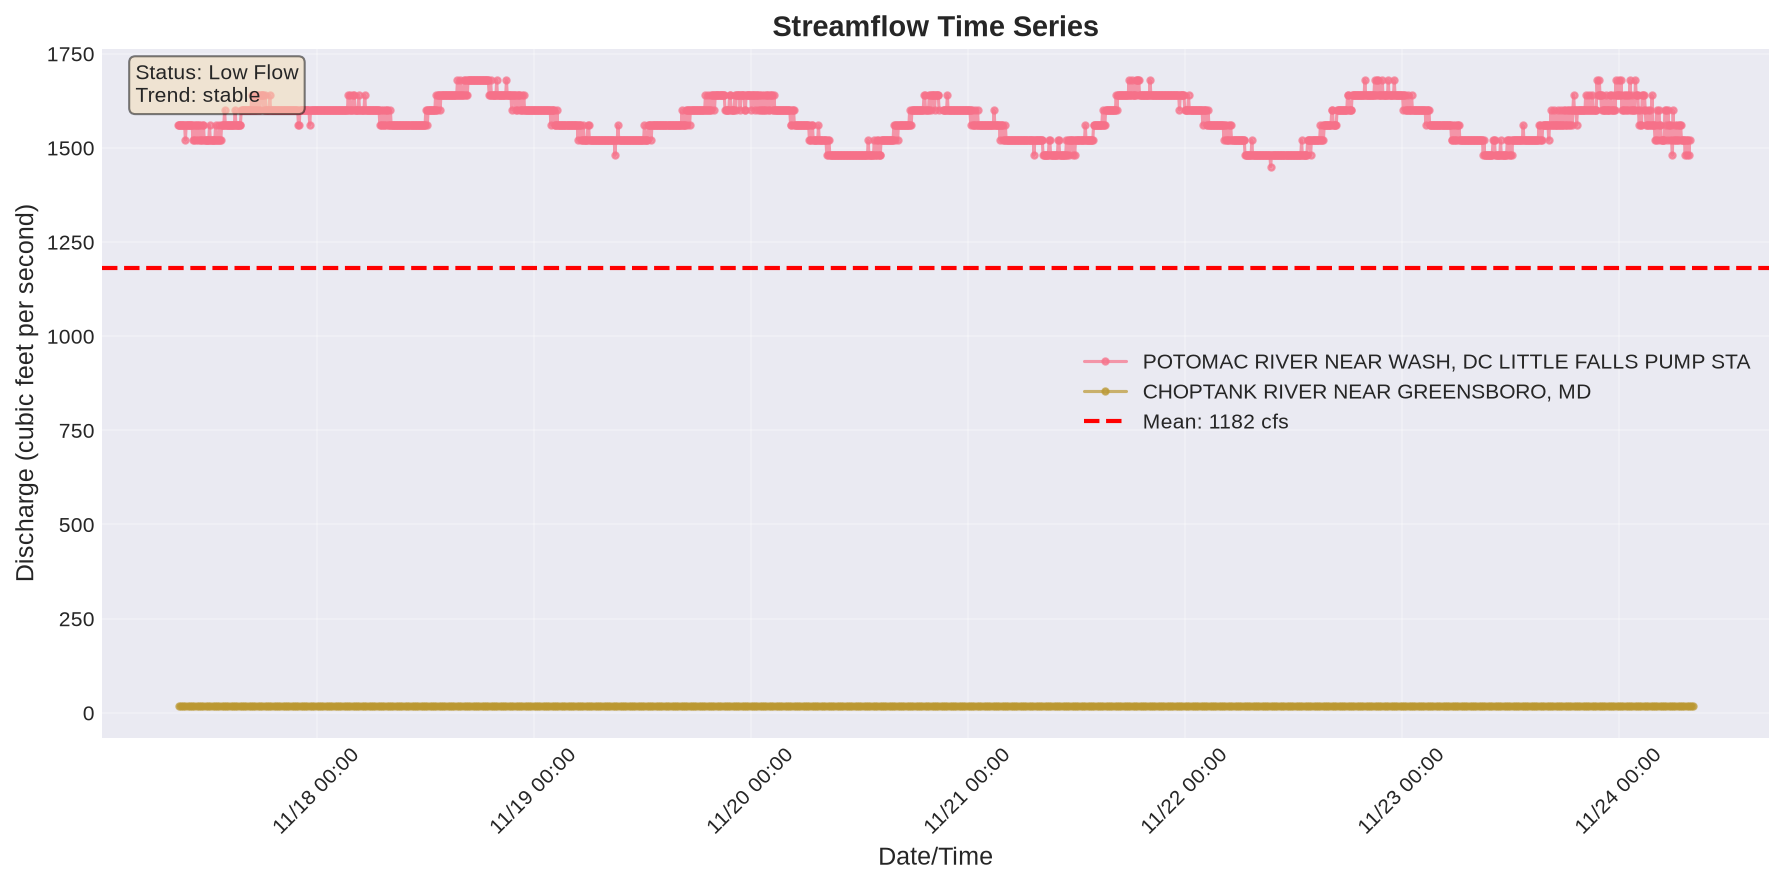 Streamflow Time Series
Status: Low Flow
Trend: stable
1750
1500
1250
1000
750
500
250
0
Discharge (cubic feet per second)
POTOMAC RIVER NEAR WASH, DC LITTLE FALLS PUMP STA
CHOPTANK RIVER NEAR GREENSBORO, MD
Mean: 1182 cfs
11/18 00:00
11/19 00:00
11/20 00:00
11/21 00:00
11/22 00:00
11/23 00:00
11/24 00:00
Date/Time